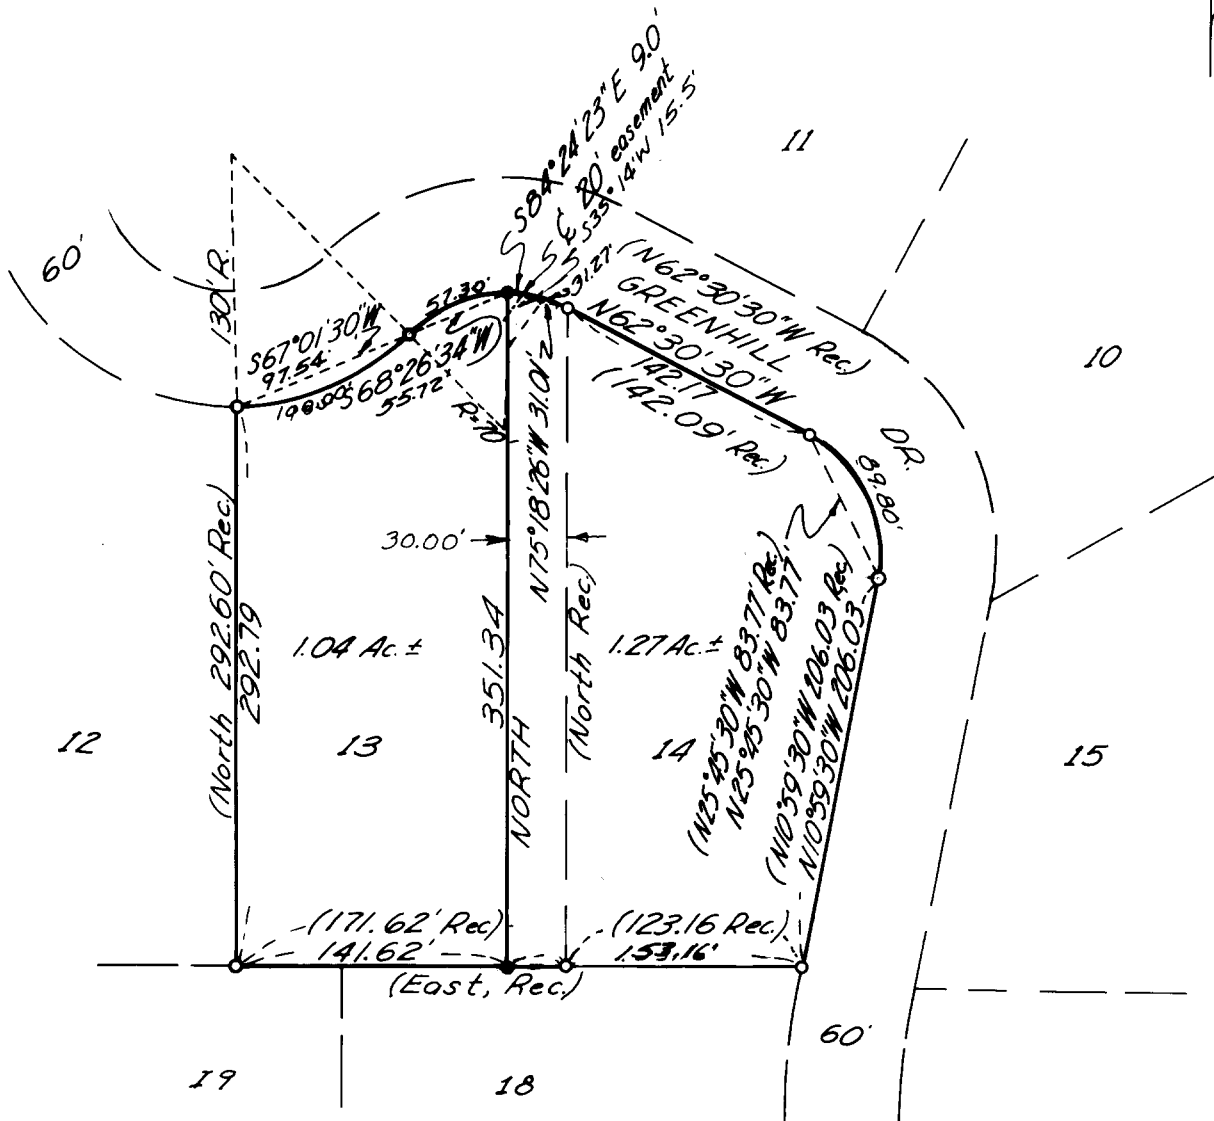 S84°24'23"E 9.0'
℄ 20' easement
S35°14'W 15.5'
11
60'
130' R.
57.30'
31.27'
(N62°30'30"W Rec.)
GREENHILL
N62°30'30"W
142.17
(142.09' Rec.)
10
S67°01'30"W
97.54'
S68°26'34"W
55.72'
R=70'
DR.
89.80'
N75°18'26"W 31.01'
30.00'
(North 292.60' Rec.)
292.79
1.04 Ac. ±
351.34
NORTH
(North Rec.)
1.27 Ac. ±
(N25°45'30"W 83.77' Rec.)
N25°45'30"W 83.77'
(N10°59'30"W 206.03 Rec.)
N10°59'30"W 206.03
12
13
14
15
(171.62' Rec.)
141.62'
(123.16 Rec.)
153.16'
(East, Rec.)
60'
19
18